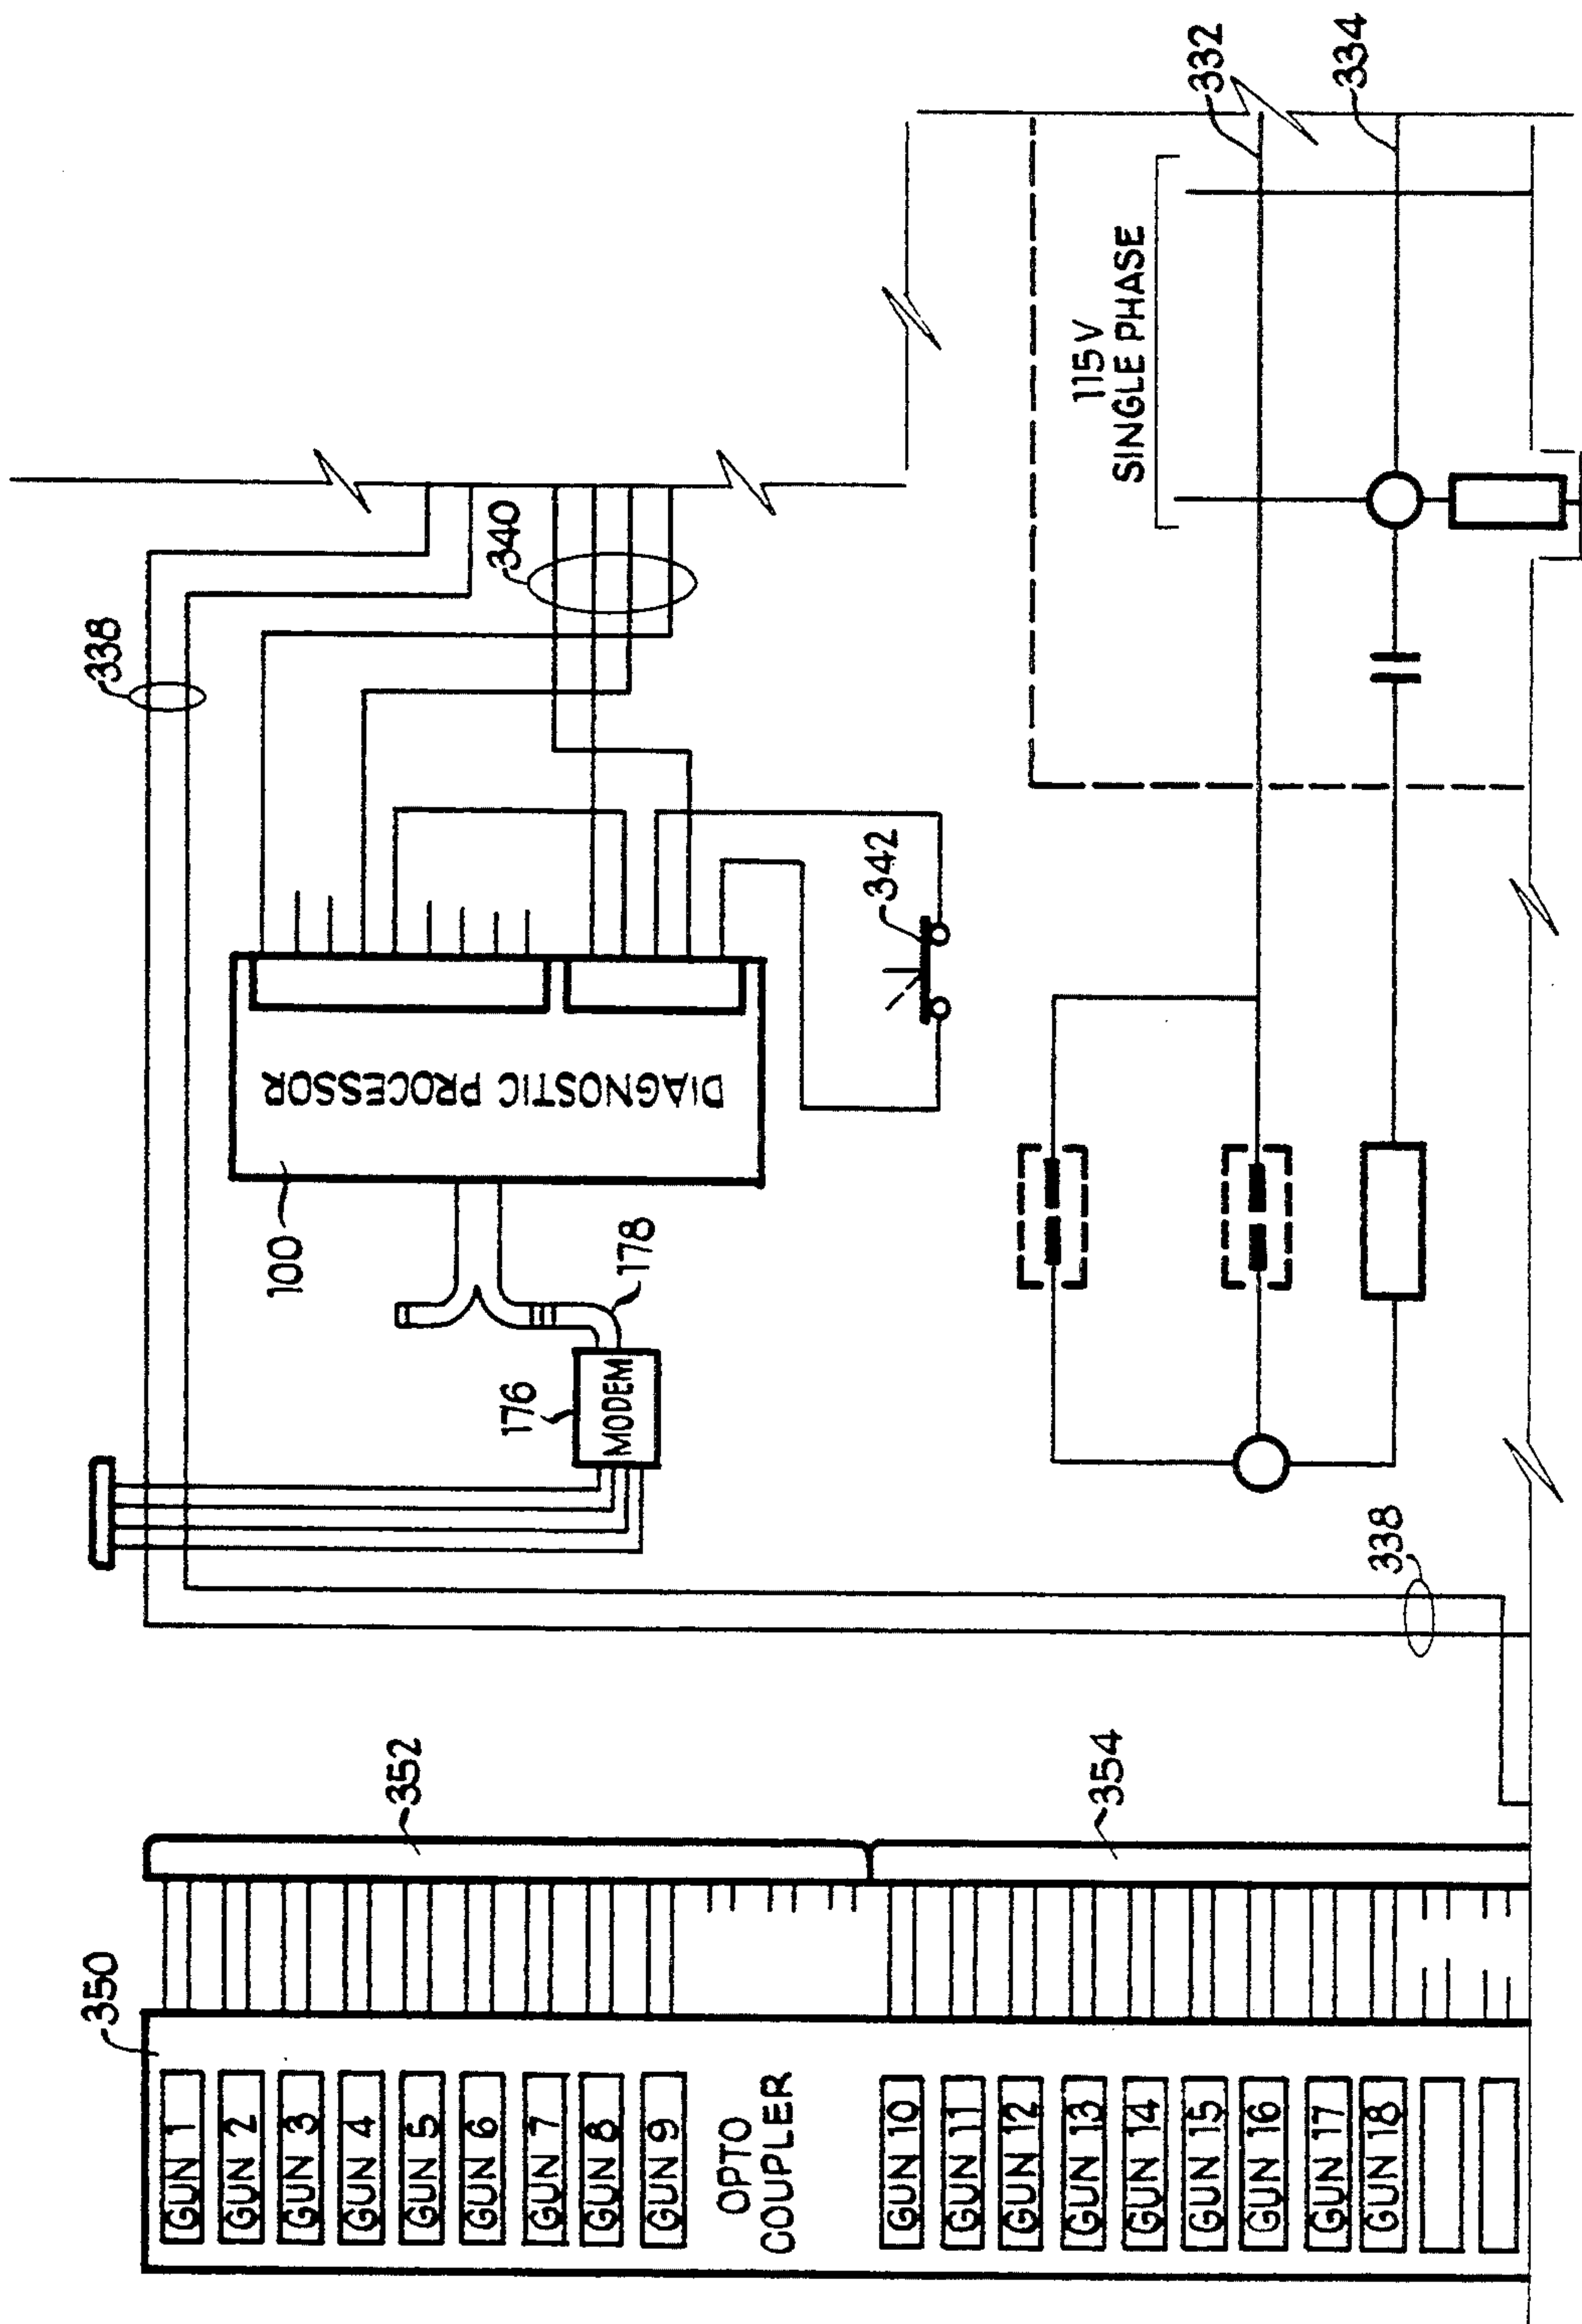 350
GUN 1
GUN 2
GUN 3
GUN 4
GUN 5
GUN 6
GUN 7
GUN 8
GUN 9
OPTO
COUPLER
GUN 10
GUN 11
GUN 12
GUN 13
GUN 14
GUN 15
GUN 16
GUN 17
GUN 18
352
354
338
176
MODEM
178
100
DIAGNOSTIC PROCESSOR
342
338
340
115V
SINGLE PHASE
332
334